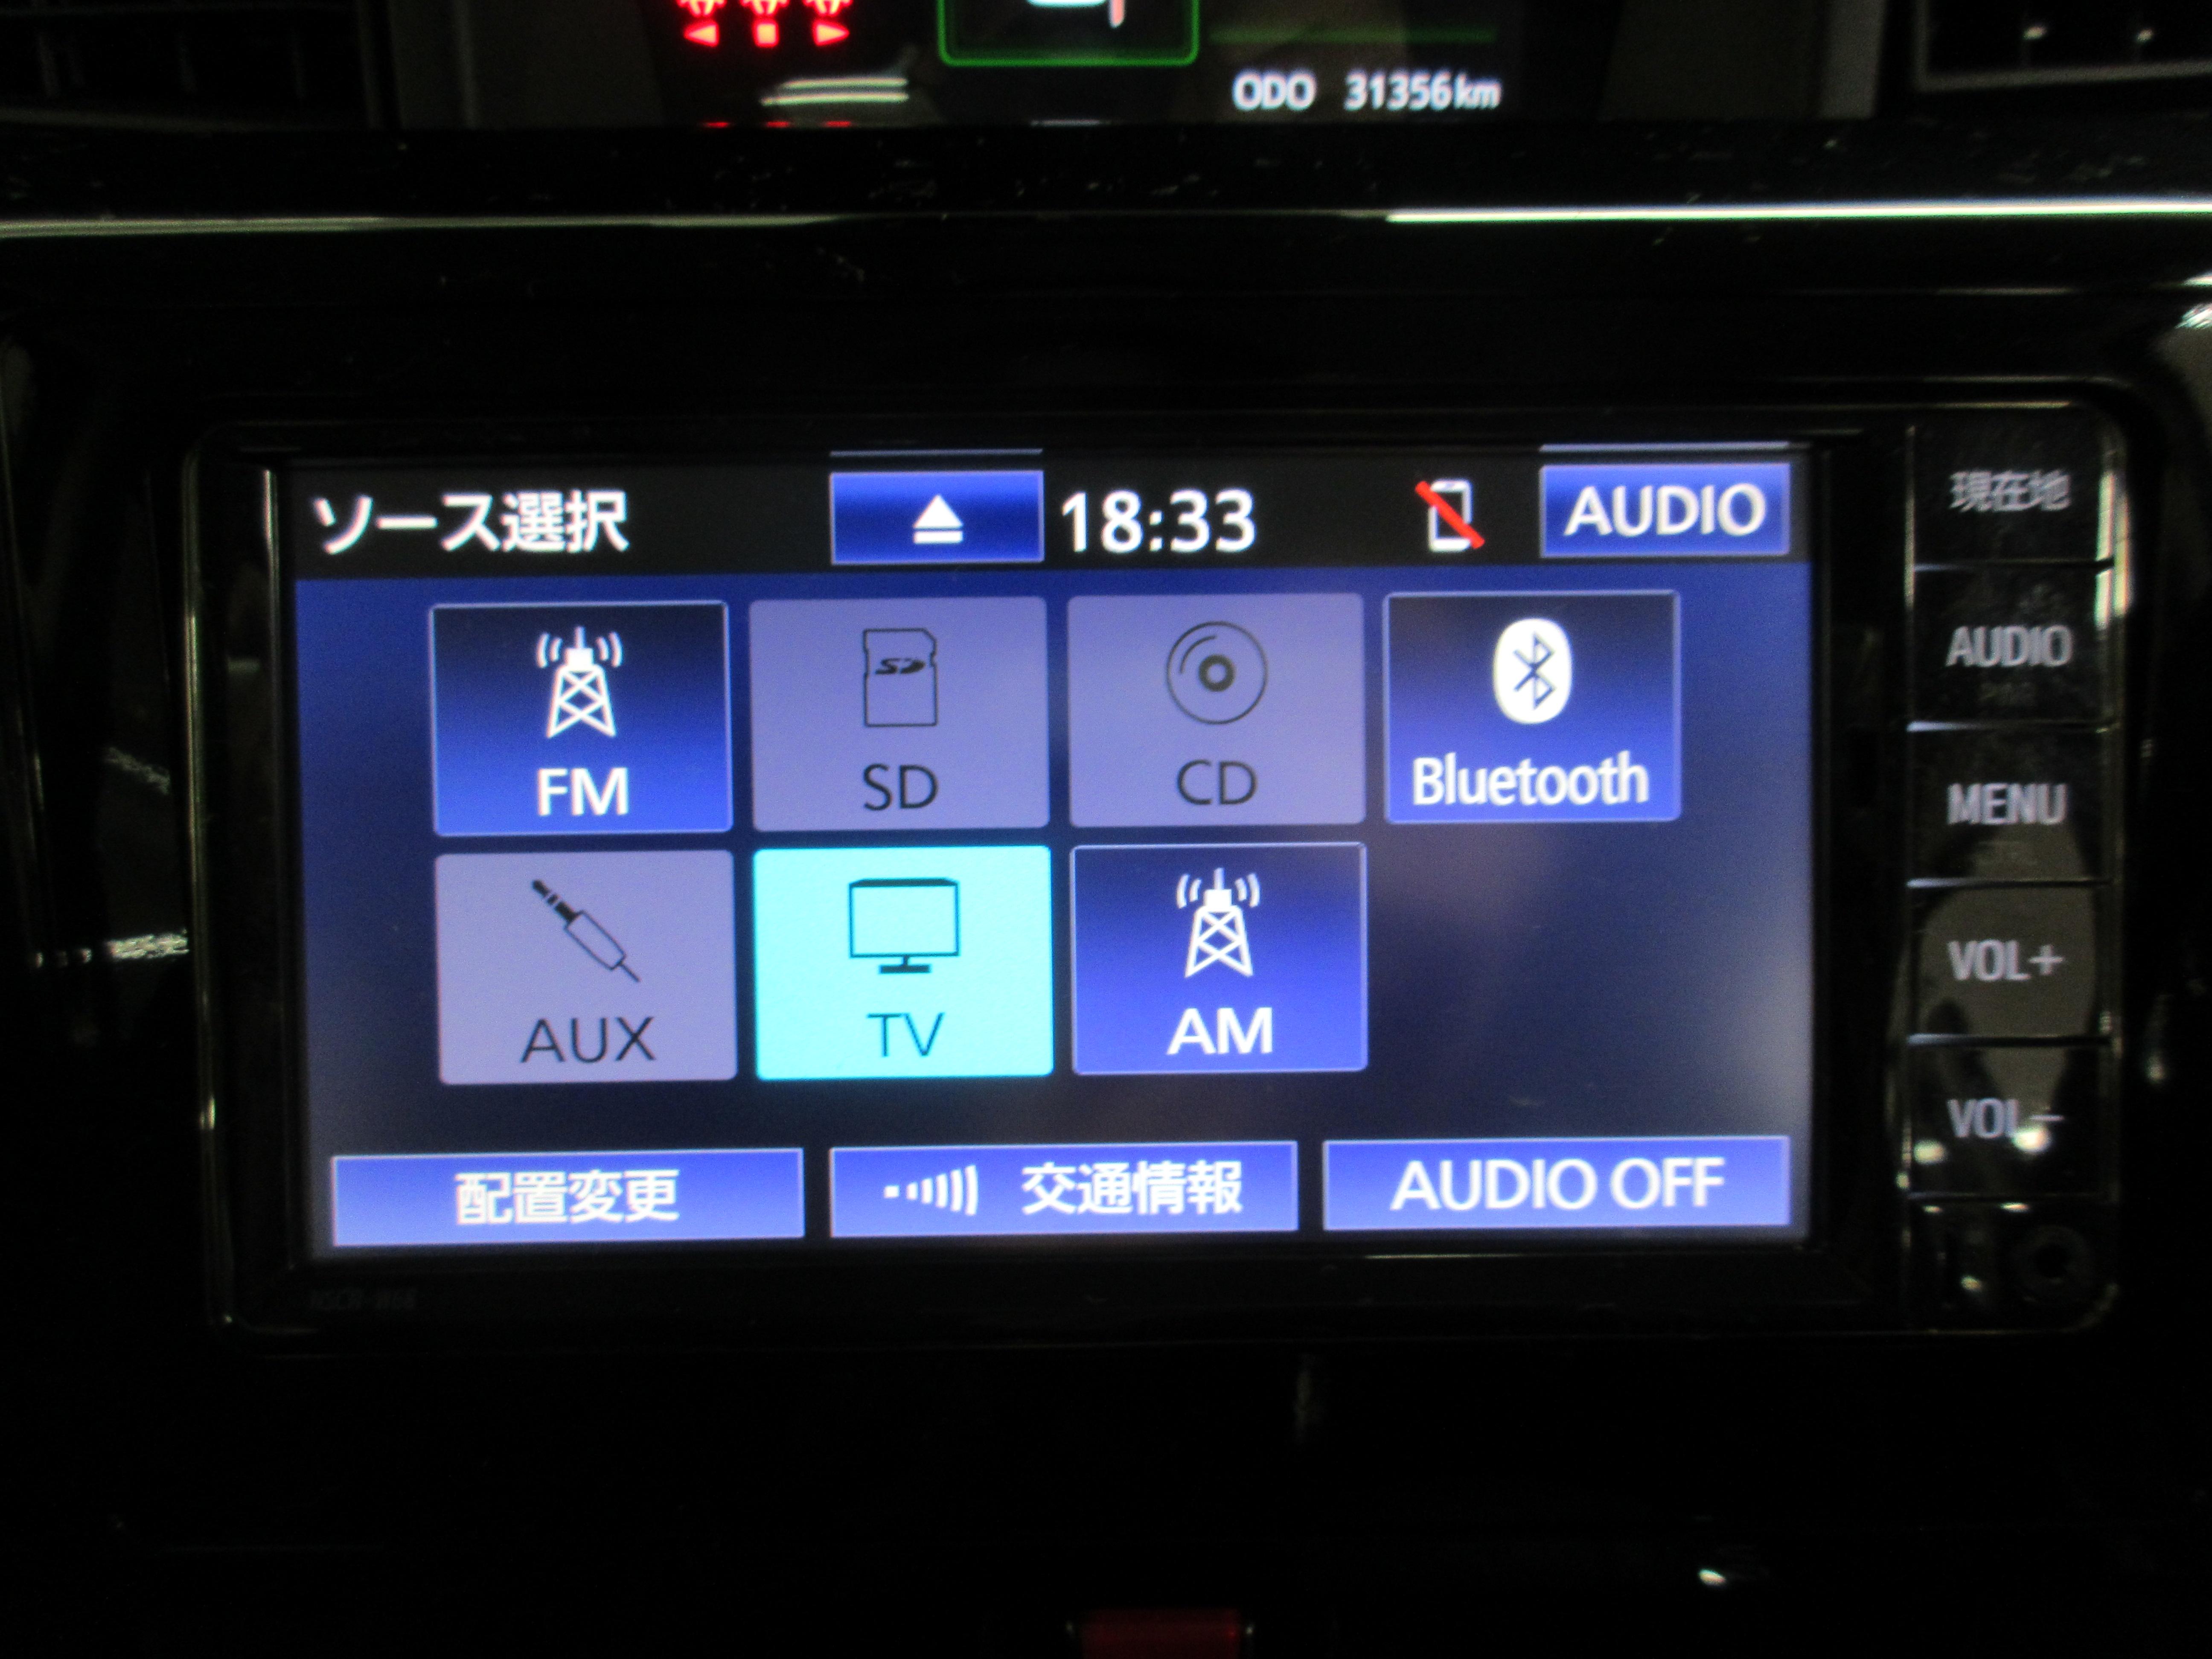 ODO 31356km
ソース選択 18:33 AUDIO
FM SD CD Bluetooth
AUX TV AM
配置変更 交通情報 AUDIO OFF
現在地
AUDIO
MENU
VOL+
VOL-